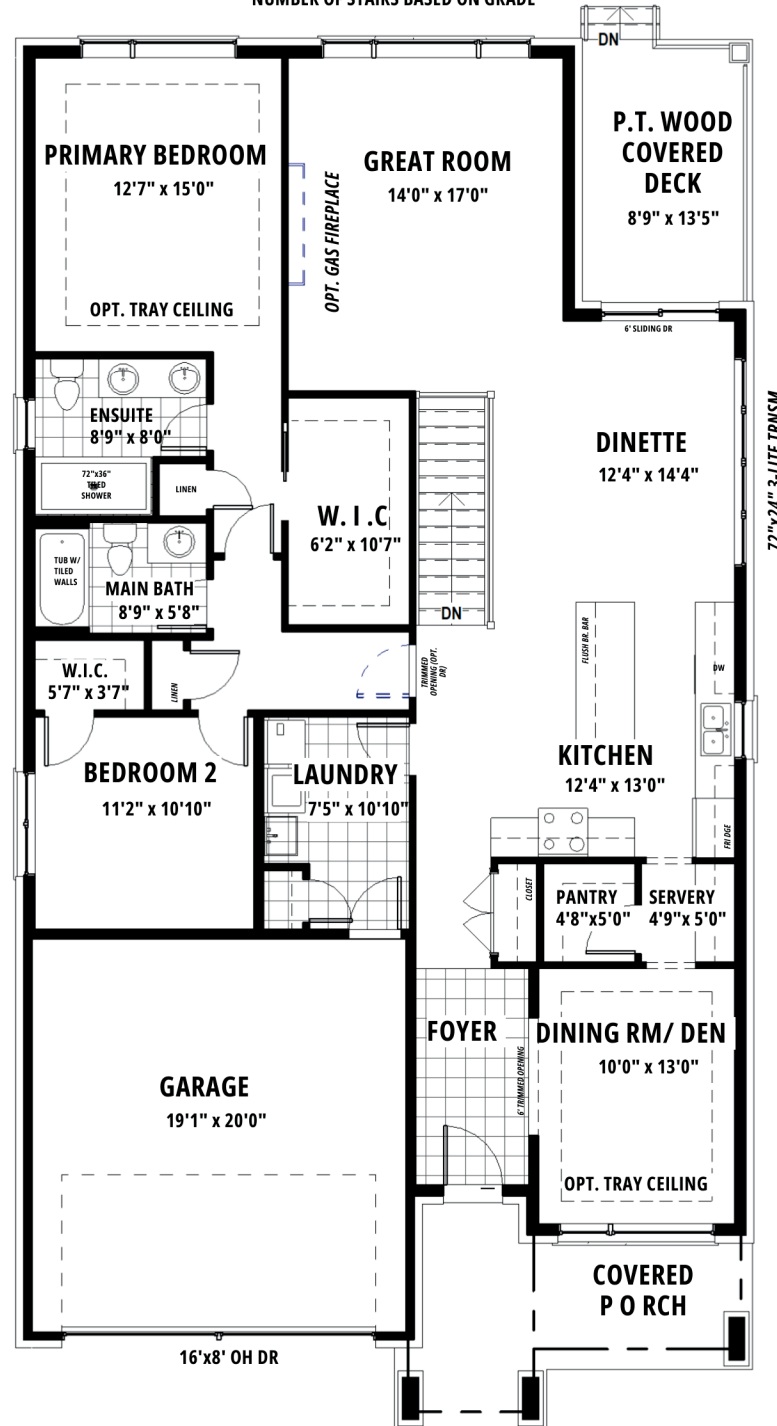 NUMBER OF STAIRS BASED ON GRADE
DN
P.T. WOOD
COVERED
DECK
8'9" x 13'5"
PRIMARY BEDROOM
12'7" x 15'0"
OPT. TRAY CEILING
GREAT ROOM
14'0" x 17'0"
OPT. GAS FIREPLACE
6' SLIDING DR
ENSUITE
8'9" x 8'0"
72"x36"
TILED
SHOWER
LINEN
DINETTE
12'4" x 14'4"
72"x24" 3-LITE TRNSM
W. I .C
6'2" x 10'7"
TUB W/
TILED
WALLS
MAIN BATH
8'9" x 5'8"
DN
FLUSH BR. BAR
TRIMMED
OPENING (OPT.
DR)
W.I.C.
5'7" x 3'7"
LINEN
DW
KITCHEN
12'4" x 13'0"
BEDROOM 2
11'2" x 10'10"
LAUNDRY
7'5" x 10'10"
FRIDGE
CLOSET
PANTRY
4'8"x5'0"
SERVERY
4'9"x 5'0"
FOYER
6' TRIMMED OPENING
DINING RM/ DEN
10'0" x 13'0"
OPT. TRAY CEILING
GARAGE
19'1" x 20'0"
COVERED
P O RCH
16'x8' OH DR